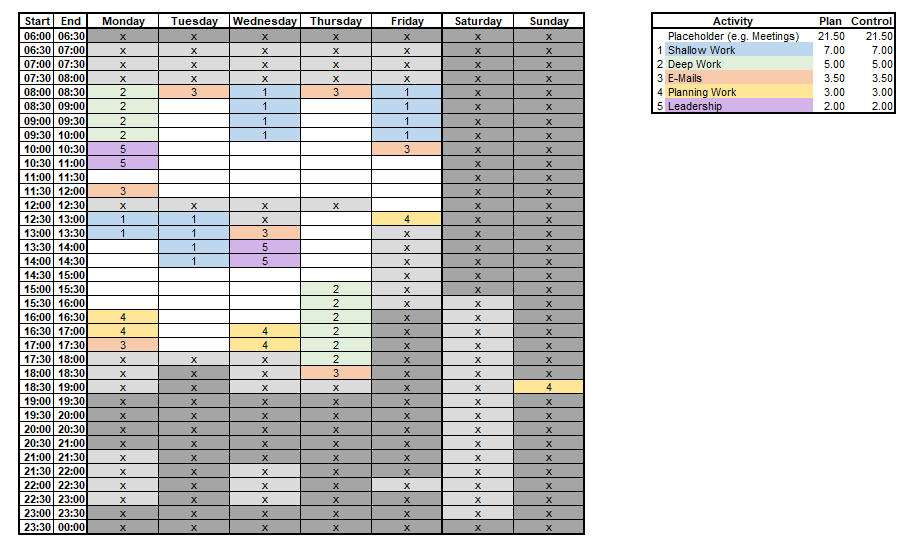 Start End Monday Tuesday Wednesday Thursday Friday Saturday Sunday
06:00 06:30 x x x x x x x
06:30 07:00 x x x x x x x
07:00 07:30 x x x x x x x
07:30 08:00 x x x x x x x
08:00 08:30 2 3 1 3 1 x x
08:30 09:00 2 1 1 x x
09:00 09:30 2 1 1 x x
09:30 10:00 2 1 1 x x
10:00 10:30 5 3 x x
10:30 11:00 5 x x
11:00 11:30 x x
11:30 12:00 3 x x
12:00 12:30 x x x x x x
12:30 13:00 1 1 x 4 x x
13:00 13:30 1 1 3 x x x
13:30 14:00 1 5 x x x
14:00 14:30 1 5 x x x
14:30 15:00 x x x
15:00 15:30 2 x x x
15:30 16:00 2 x x x
16:00 16:30 4 2 x x x
16:30 17:00 4 4 2 x x x
17:00 17:30 3 4 2 x x x
17:30 18:00 x x x 2 x x x
18:00 18:30 x x x 3 x x x
18:30 19:00 x x x x x x 4
19:00 19:30 x x x x x x x
19:30 20:00 x x x x x x x
20:00 20:30 x x x x x x x
20:30 21:00 x x x x x x x
21:00 21:30 x x x x x x x
21:30 22:00 x x x x x x x
22:00 22:30 x x x x x x x
22:30 23:00 x x x x x x x
23:00 23:30 x x x x x x x
23:30 00:00 x x x x x x x
Activity Plan Control
Placeholder (e.g. Meetings) 21.50 21.50
1 Shallow Work 7.00 7.00
2 Deep Work 5.00 5.00
3 E-Mails 3.50 3.50
4 Planning Work 3.00 3.00
5 Leadership 2.00 2.00